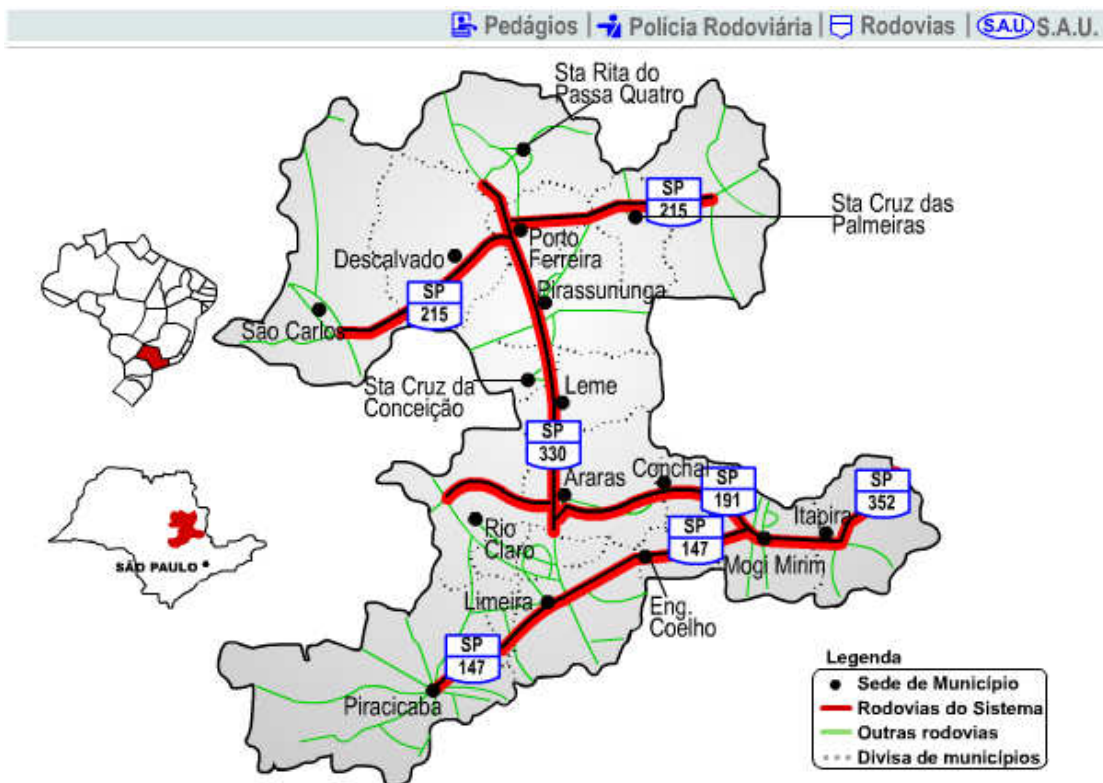 Pedágios | Polícia Rodoviária | Rodovias | S.A.U. S.A.U.
Sta Rita do
Passa Quatro
SP
215
Sta Cruz das
Palmeiras
Porto
Ferreira
Descalvado
Pirassununga
SP
215
São Carlos
Sta Cruz da
Conceição
Leme
SP
330
Araras
Conchal
SP
191
SP
352
Itapira
Rio
Claro
SP
147
Mogi Mirim
SÃO PAULO
Limeira
Eng.
Coelho
SP
147
Piracicaba
Legenda
Sede de Município
Rodovias do Sistema
Outras rodovias
Divisa de municípios